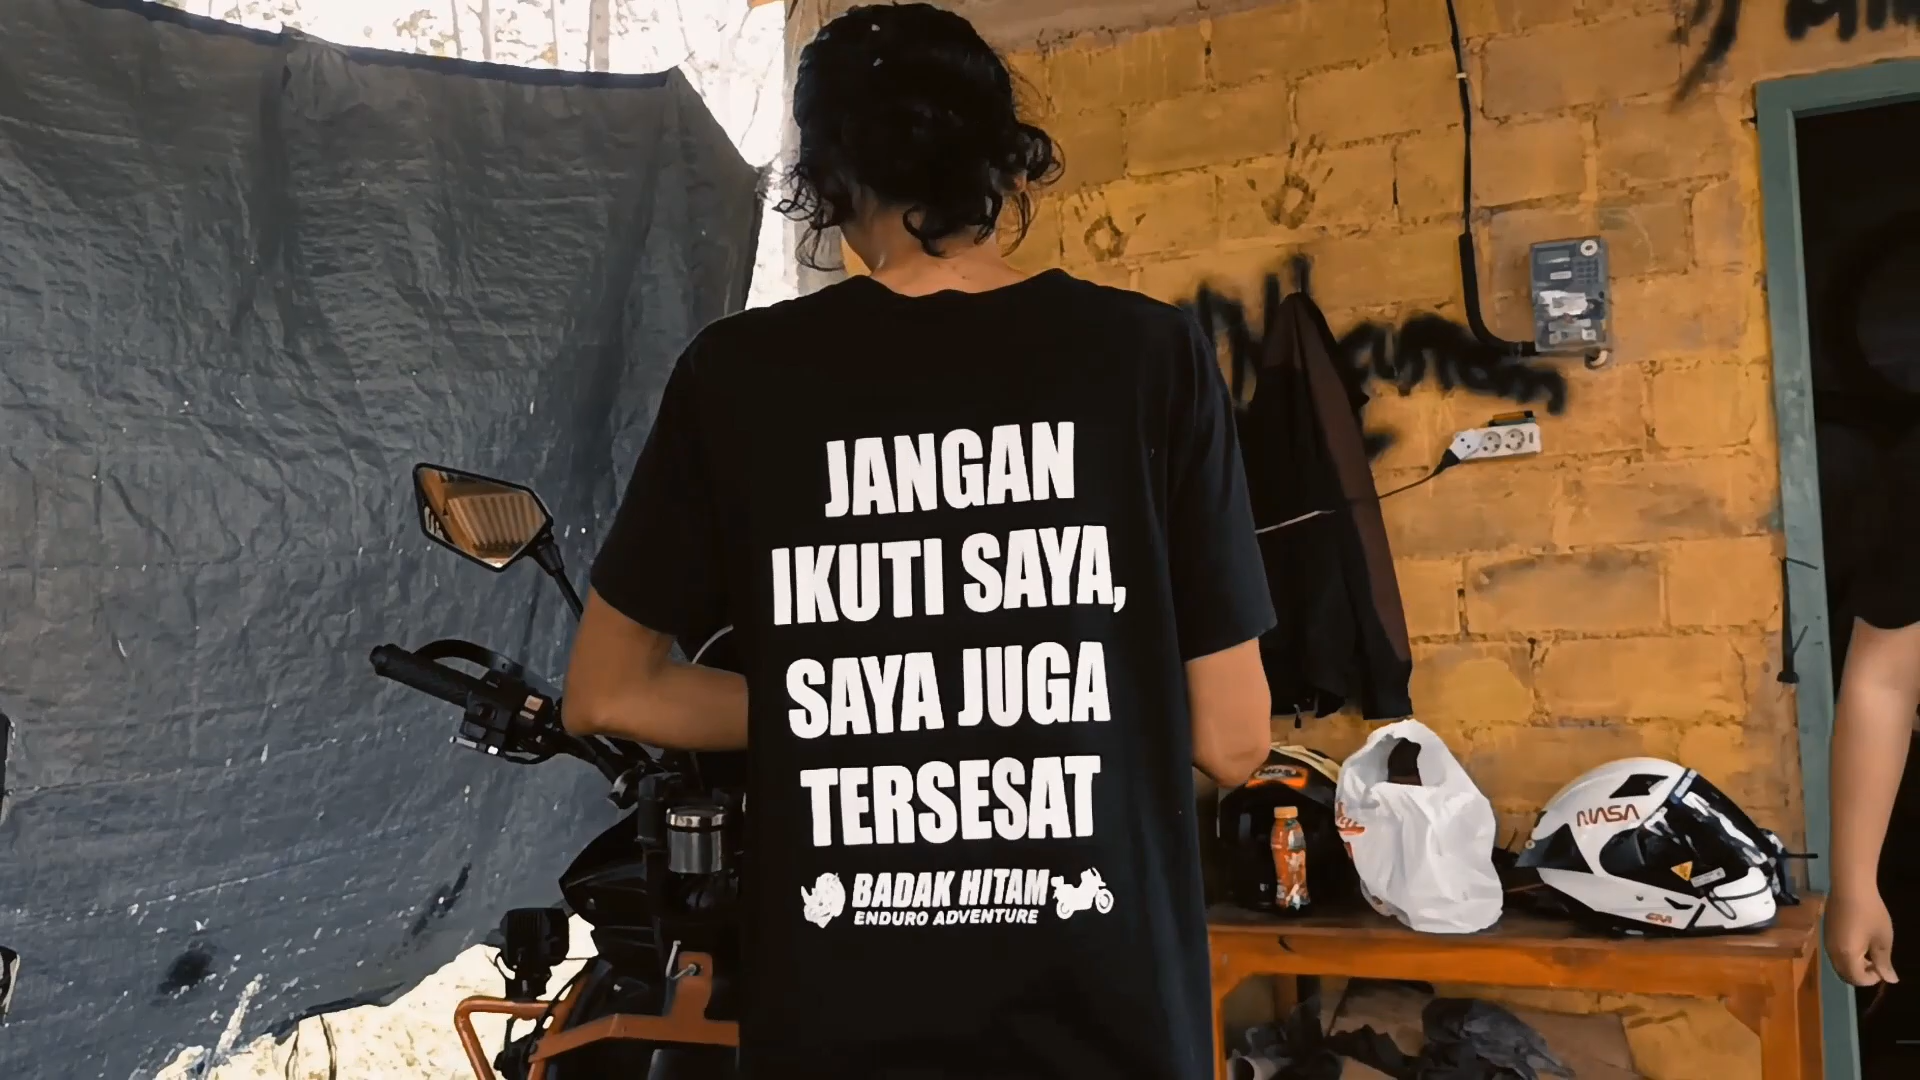 JANGAN
IKUTI SAYA,
SAYA JUGA
TERSESAT
BADAK HITAM
ENDURO ADVENTURE
NASA